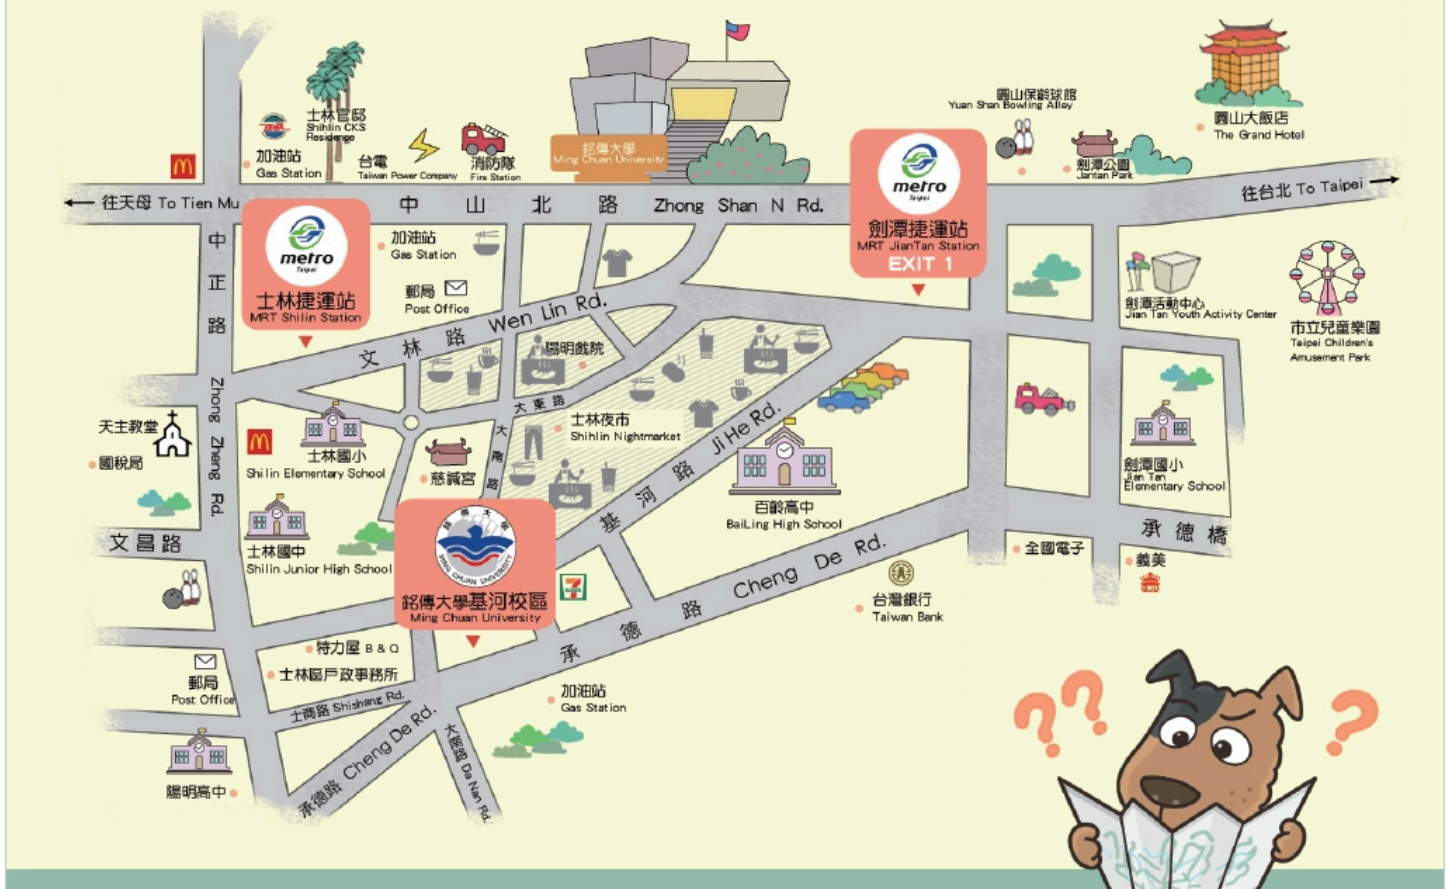 圓山保齡球館
Yuan Shan Bowling Alley
圓山大飯店
The Grand Hotel
士林官邸
Shihlin CKS
Residence
加油站
Gas Station
台電
Taiwan Power Company
消防隊
Fire Station
銘傳大學
Ming Chuan University
劍潭公園
Jantan Park
metro
Taipei
劍潭捷運站
MRT JianTan Station
EXIT 1
往天母 To Tien Mu
中山北路 Zhong Shan N Rd.
往台北 To Taipei
metro
Taipei
士林捷運站
MRT Shilin Station
中正路 Zhong Zheng Rd.
加油站
Gas Station
郵局
Post Office
文林路 Wen Lin Rd.
陽明戲院
劍潭活動中心
Jian Tan Youth Activity Center
市立兒童樂園
Taipei Children's
Amusement Park
大東路
大南路
士林夜市
Shihlin Nightmarket
基河路 Ji He Rd.
天主教堂
國稅局
士林國小
Shilin Elementary School
慈諴宮
百齡高中
BaiLing High School
劍潭國小
Jian Tan
Elementary School
文昌路
士林國中
Shilin Junior High School
銘傳大學
MING CHUAN UNIVERSITY
銘傳大學基河校區
Ming Chuan University
7
承德橋
全國電子
義美
台灣銀行
Taiwan Bank
承德路 Cheng De Rd.
特力屋 B & Q
士林區戶政事務所
郵局
Post Office
士商路 Shishang Rd.
加油站
Gas Station
承德路 Cheng De Rd.
Da Nan Rd.
陽明高中